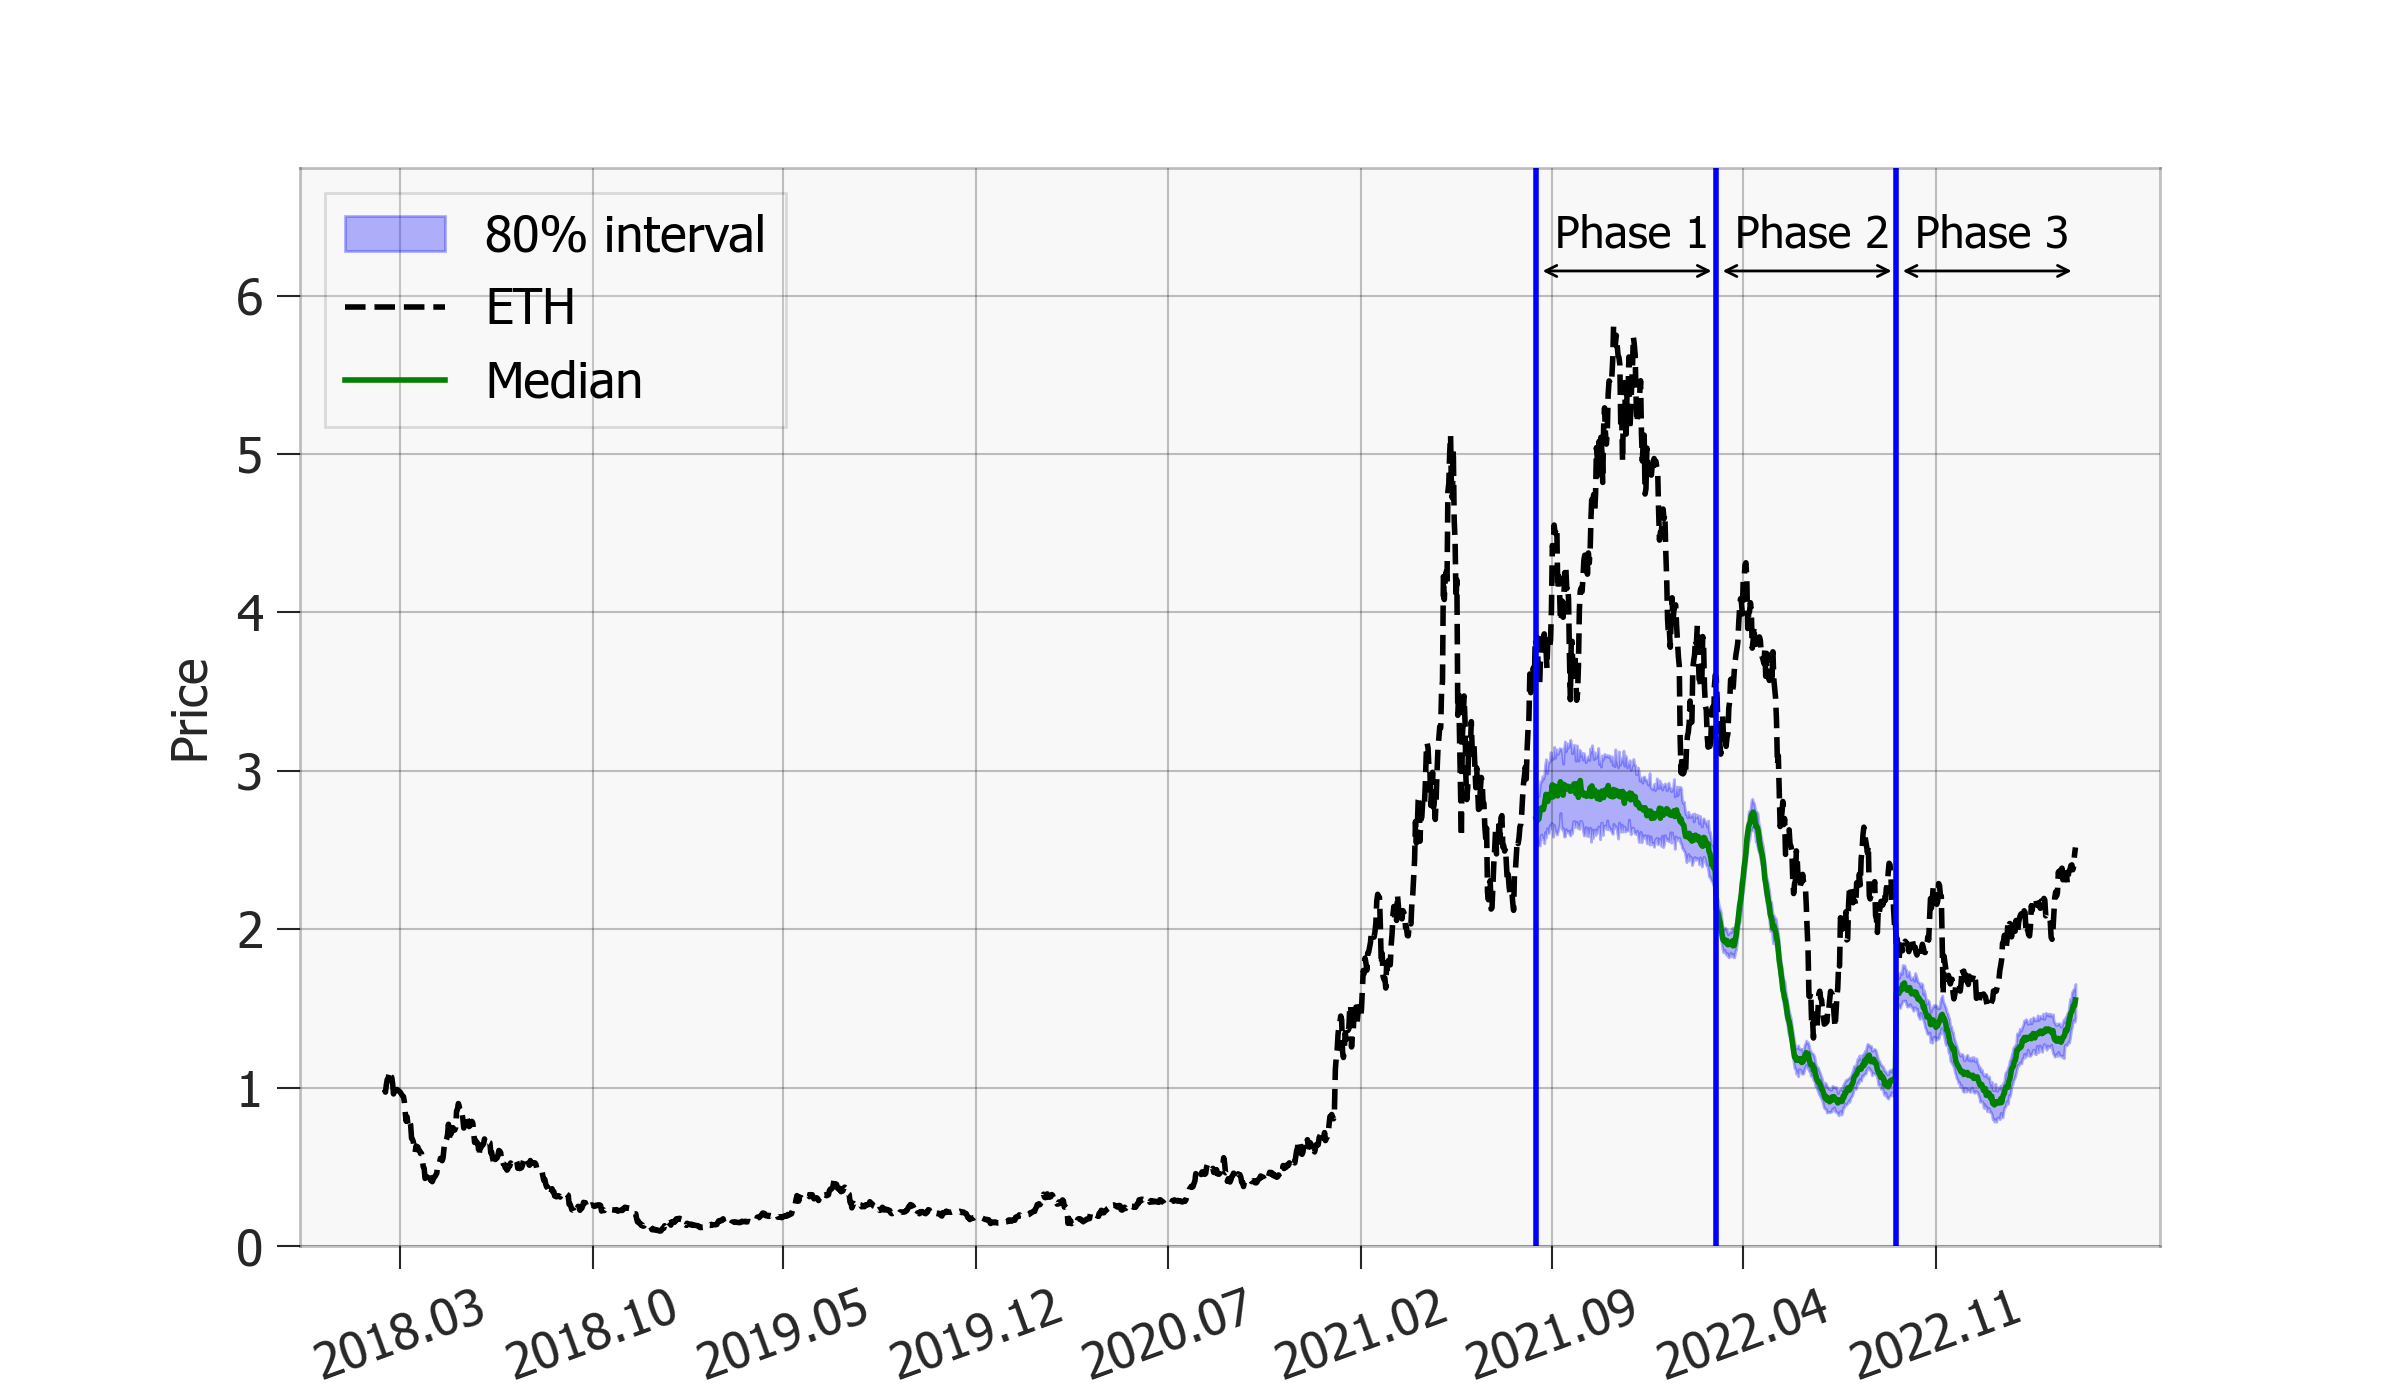 80% interval
ETH
Median
Phase 1
Phase 2
Phase 3
Price
6
5
4
3
2
1
0
2018.03
2018.10
2019.05
2019.12
2020.07
2021.02
2021.09
2022.04
2022.11